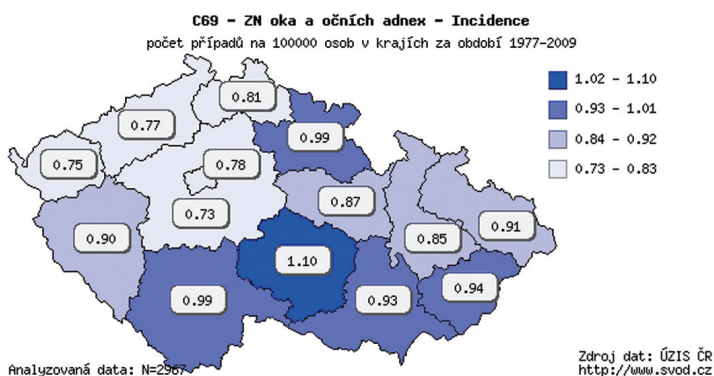 C69 - ZN oka a očních adnex - Incidence
počet případů na 100000 osob v krajích za období 1977-2009
1.02 - 1.10
0.93 - 1.01
0.84 - 0.92
0.73 - 0.83
0.81
0.77
0.99
0.75
0.78
0.87
0.73
0.91
0.90
0.85
1.10
0.94
0.99
0.93
Analyzovaná data: N=2967
Zdroj dat: ÚZIS ČR
http://www.svod.cz